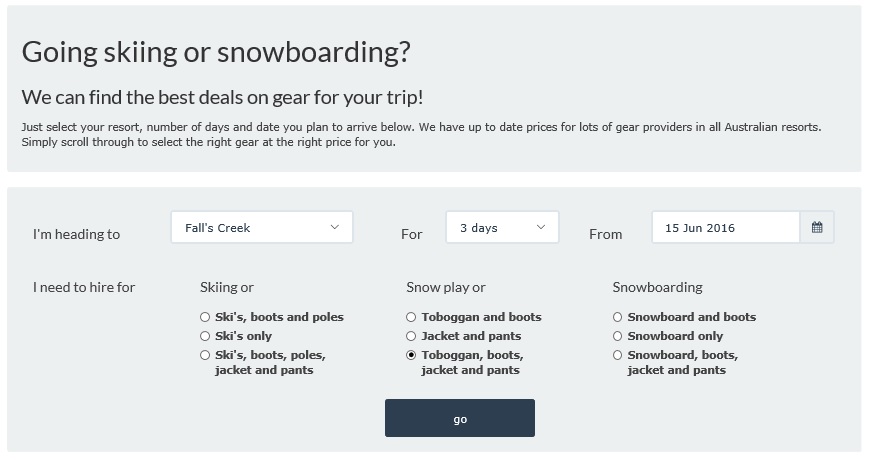 Going skiing or snowboarding?
We can find the best deals on gear for your trip!
Just select your resort, number of days and date you plan to arrive below. We have up to date prices for lots of gear providers in all Australian resorts.
Simply scroll through to select the right gear at the right price for you.
I'm heading to Fall's Creek For 3 days From 15 Jun 2016
I need to hire for Skiing or Snow play or Snowboarding
Ski's, boots and poles Toboggan and boots Snowboard and boots
Ski's only Jacket and pants Snowboard only
Ski's, boots, poles, Toboggan, boots, Snowboard, boots,
jacket and pants jacket and pants jacket and pants
go